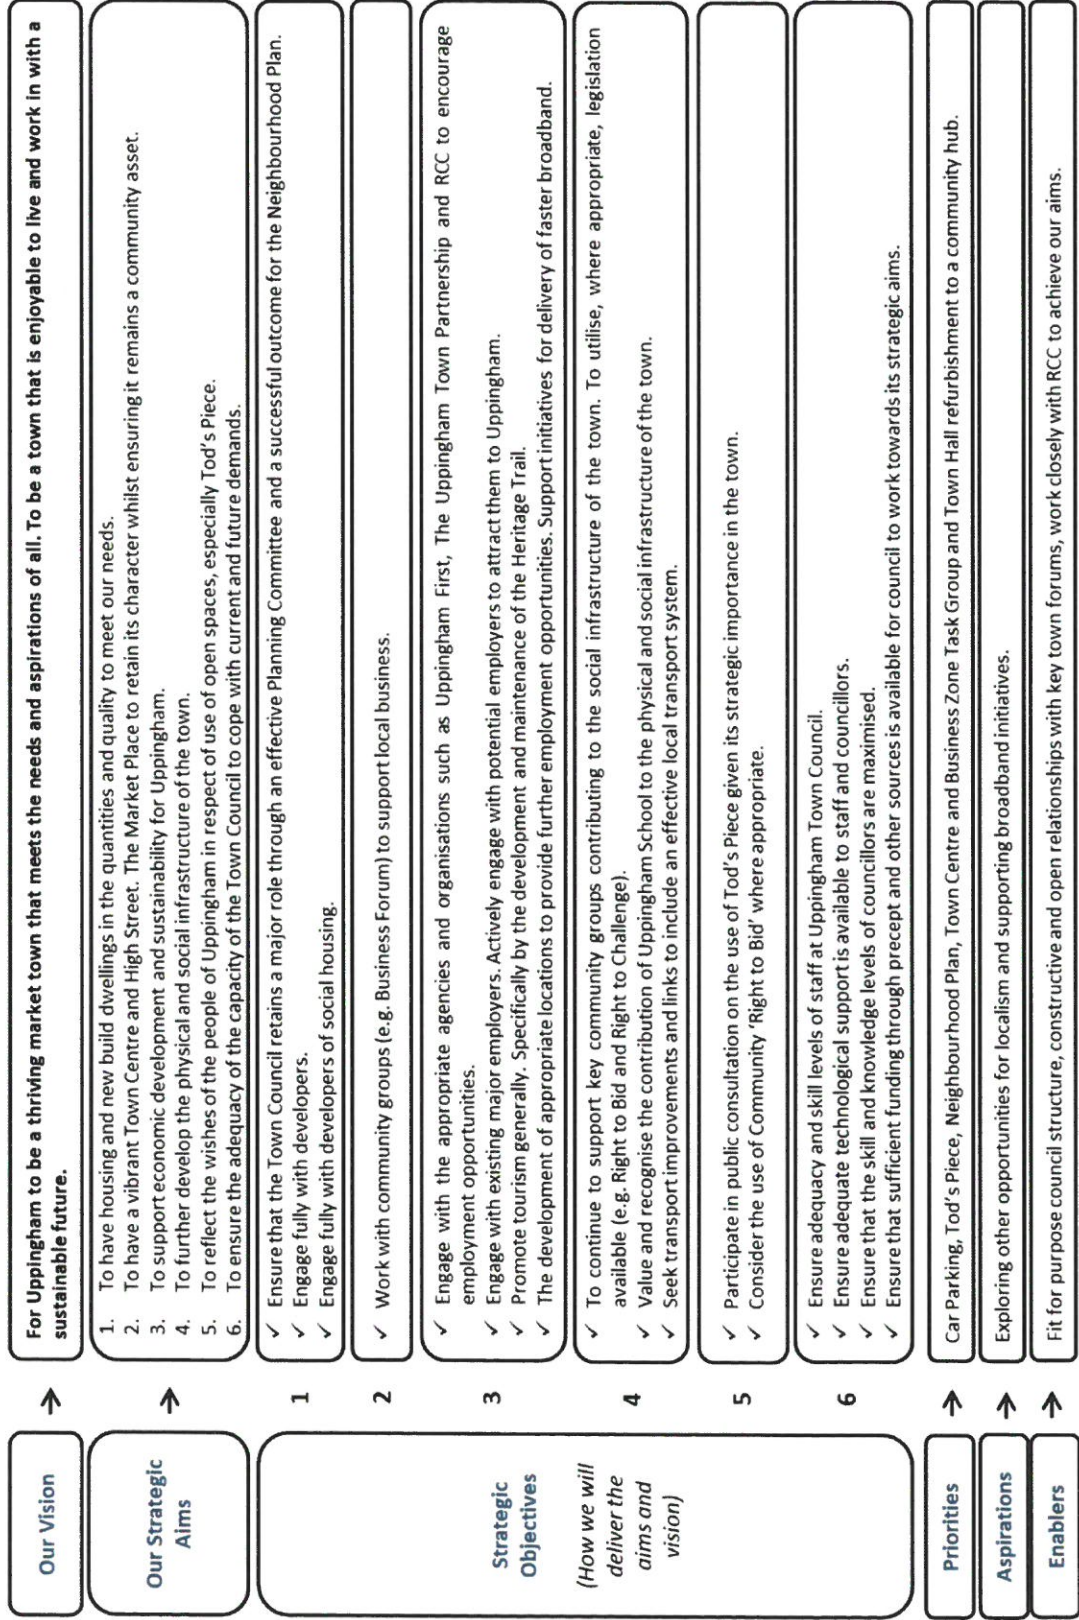 Our Vision
→
For Uppingham to be a thriving market town that meets the needs and aspirations of all. To be a town that is enjoyable to live and work in with a
sustainable future.
Our Strategic
Aims
→
1. To have housing and new build dwellings in the quantities and quality to meet our needs.
2. To have a vibrant Town Centre and High Street. The Market Place to retain its character whilst ensuring it remains a community asset.
3. To support economic development and sustainability for Uppingham.
4. To further develop the physical and social infrastructure of the town.
5. To reflect the wishes of the people of Uppingham in respect of use of open spaces, especially Tod's Piece.
6. To ensure the adequacy of the capacity of the Town Council to cope with current and future demands.
Strategic
Objectives
(How we will
deliver the
aims and
vision)
1
✓ Ensure that the Town Council retains a major role through an effective Planning Committee and a successful outcome for the Neighbourhood Plan.
✓ Engage fully with developers.
✓ Engage fully with developers of social housing.
2
✓ Work with community groups (e.g. Business Forum) to support local business.
3
✓ Engage with the appropriate agencies and organisations such as Uppingham First, The Uppingham Town Partnership and RCC to encourage
employment opportunities.
✓ Engage with existing major employers. Actively engage with potential employers to attract them to Uppingham.
✓ Promote tourism generally. Specifically by the development and maintenance of the Heritage Trail.
✓ The development of appropriate locations to provide further employment opportunities. Support initiatives for delivery of faster broadband.
4
✓ To continue to support key community groups contributing to the social infrastructure of the town. To utilise, where appropriate, legislation
available (e.g. Right to Bid and Right to Challenge).
✓ Value and recognise the contribution of Uppingham School to the physical and social infrastructure of the town.
✓ Seek transport improvements and links to include an effective local transport system.
5
✓ Participate in public consultation on the use of Tod's Piece given its strategic importance in the town.
✓ Consider the use of Community 'Right to Bid' where appropriate.
6
✓ Ensure adequacy and skill levels of staff at Uppingham Town Council.
✓ Ensure adequate technological support is available to staff and councillors.
✓ Ensure that the skill and knowledge levels of councillors are maximised.
✓ Ensure that sufficient funding through precept and other sources is available for council to work towards its strategic aims.
Priorities
→
Car Parking, Tod's Piece, Neighbourhood Plan, Town Centre and Business Zone Task Group and Town Hall refurbishment to a community hub.
Aspirations
→
Exploring other opportunities for localism and supporting broadband initiatives.
Enablers
→
Fit for purpose council structure, constructive and open relationships with key town forums, work closely with RCC to achieve our aims.